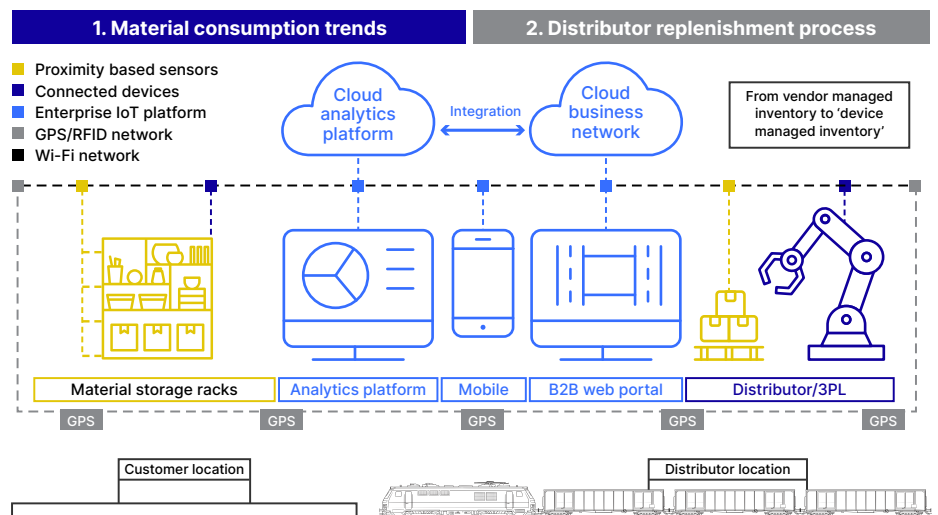 1. Material consumption trends
2. Distributor replenishment process
Proximity based sensors
Connected devices
Enterprise IoT platform
GPS/RFID network
Wi-Fi network
Cloud
analytics
platform
Integration
Cloud
business
network
From vendor managed
inventory to ‘device
managed inventory’
Material storage racks
Analytics platform
Mobile
B2B web portal
Distributor/3PL
GPS
GPS
GPS
GPS
GPS
Customer location
Distributor location